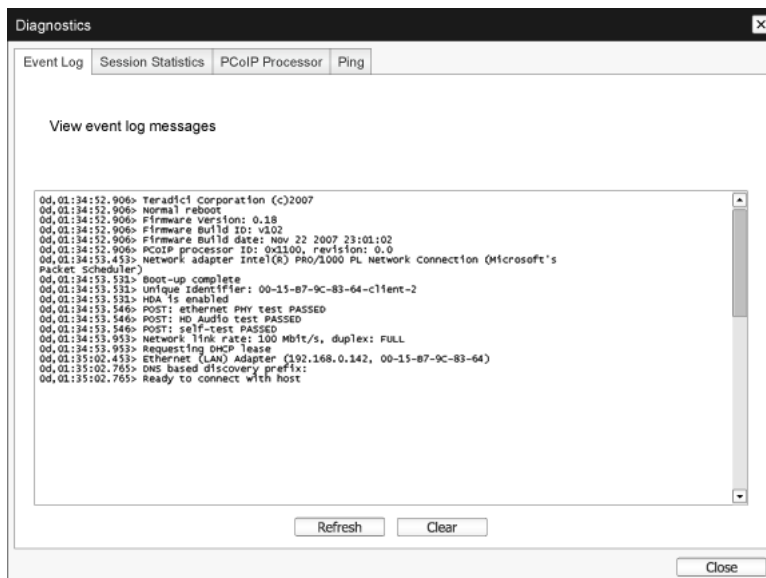 Diagnostics
Event Log
Session Statistics
PCoIP Processor
Ping
View event log messages
0d,01:34:52.906> Teradici Corporation (c)2007
0d,01:34:52.906> Normal reboot
0d,01:34:52.906> Firmware Version: 0.18
0d,01:34:52.906> Firmware Build ID: v102
0d,01:34:52.906> Firmware Build date: Nov 22 2007 23:01:02
0d,01:34:52.906> PCoIP processor ID: 0x1100, revision: 0.0
0d,01:34:53.453> Network adapter Intel(R) PRO/1000 PL Network Connection (Microsoft's
Packet Scheduler)
0d,01:34:53.531> Boot-up complete
0d,01:34:53.531> Unique Identifier: 00-15-B7-9C-83-64-client-2
0d,01:34:53.531> HDA is enabled
0d,01:34:53.546> POST: ethernet PHY test PASSED
0d,01:34:53.546> POST: HD Audio test PASSED
0d,01:34:53.546> POST: self-test PASSED
0d,01:34:53.953> Network link rate: 100 Mbit/s, duplex: FULL
0d,01:34:53.953> Requesting DHCP lease
0d,01:35:02.453> Ethernet (LAN) Adapter (192.168.0.142, 00-15-B7-9C-83-64)
0d,01:35:02.765> DNS based discovery prefix:
0d,01:35:02.765> Ready to connect with host
Refresh
Clear
Close